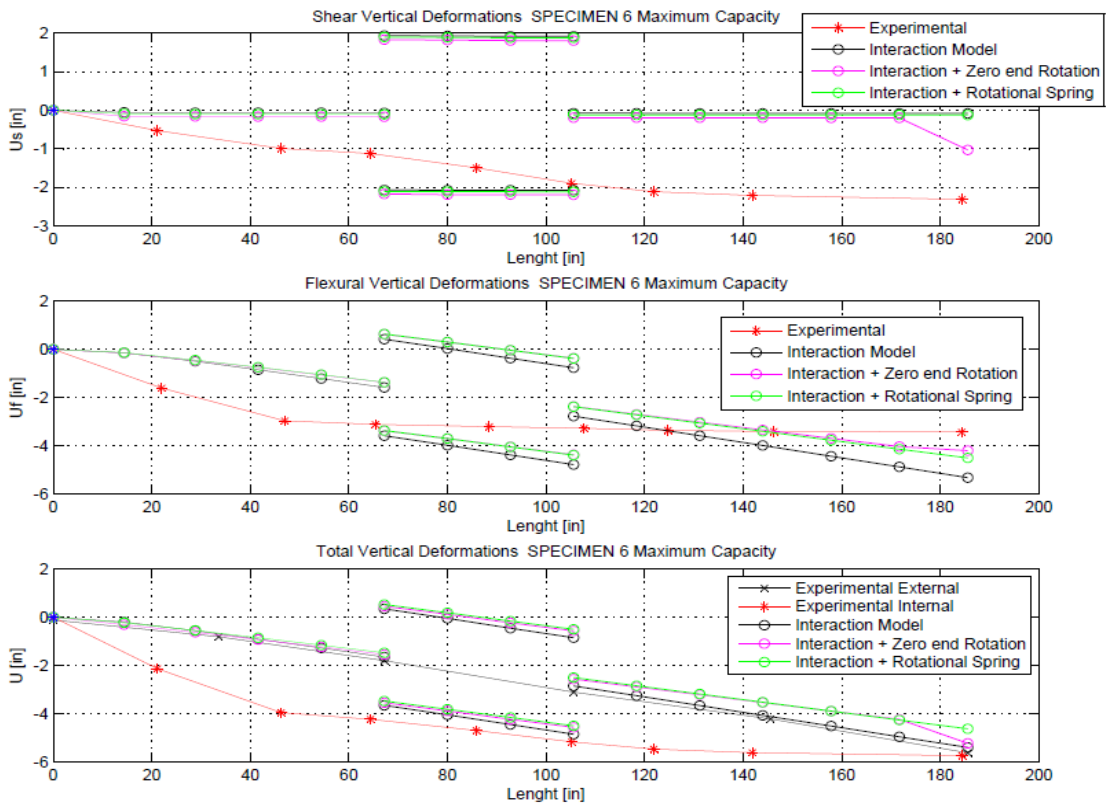 Shear Vertical Deformations SPECIMEN 6 Maximum Capacity
Experimental
Interaction Model
Interaction + Zero end Rotation
Interaction + Rotational Spring
2
1
0
-1
-2
-3
Us [in]
0 20 40 60 80 100 120 140 160 180 200
Lenght [in]
Flexural Vertical Deformations SPECIMEN 6 Maximum Capacity
Experimental
Interaction Model
Interaction + Zero end Rotation
Interaction + Rotational Spring
2
0
-2
-4
-6
Uf [in]
0 20 40 60 80 100 120 140 160 180 200
Lenght [in]
Total Vertical Deformations SPECIMEN 6 Maximum Capacity
Experimental External
Experimental Internal
Interaction Model
Interaction + Zero end Rotation
Interaction + Rotational Spring
2
0
-2
-4
-6
U [in]
0 20 40 60 80 100 120 140 160 180 200
Lenght [in]